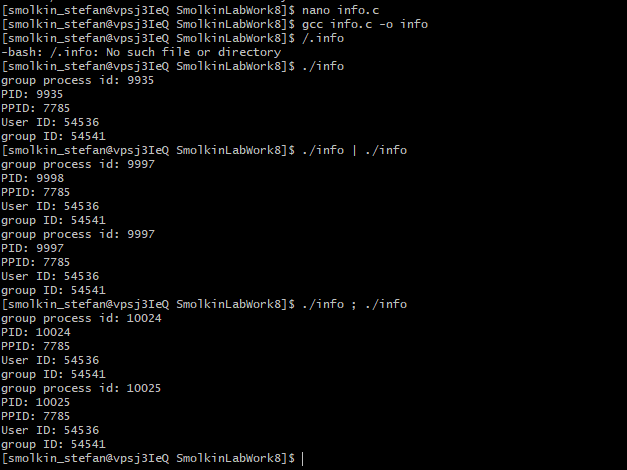 [smolkin_stefan@vpsj3IeQ SmolkinLabWork8]$ nano info.c
[smolkin_stefan@vpsj3IeQ SmolkinLabWork8]$ gcc info.c -o info
[smolkin_stefan@vpsj3IeQ SmolkinLabWork8]$ /.info
-bash: /.info: No such file or directory
[smolkin_stefan@vpsj3IeQ SmolkinLabWork8]$ ./info
group process id: 9935
PID: 9935
PPID: 7785
User ID: 54536
group ID: 54541
[smolkin_stefan@vpsj3IeQ SmolkinLabWork8]$ ./info | ./info
group process id: 9997
PID: 9998
PPID: 7785
User ID: 54536
group ID: 54541
group process id: 9997
PID: 9997
PPID: 7785
User ID: 54536
group ID: 54541
[smolkin_stefan@vpsj3IeQ SmolkinLabWork8]$ ./info ; ./info
group process id: 10024
PID: 10024
PPID: 7785
User ID: 54536
group ID: 54541
group process id: 10025
PID: 10025
PPID: 7785
User ID: 54536
group ID: 54541
[smolkin_stefan@vpsj3IeQ SmolkinLabWork8]$